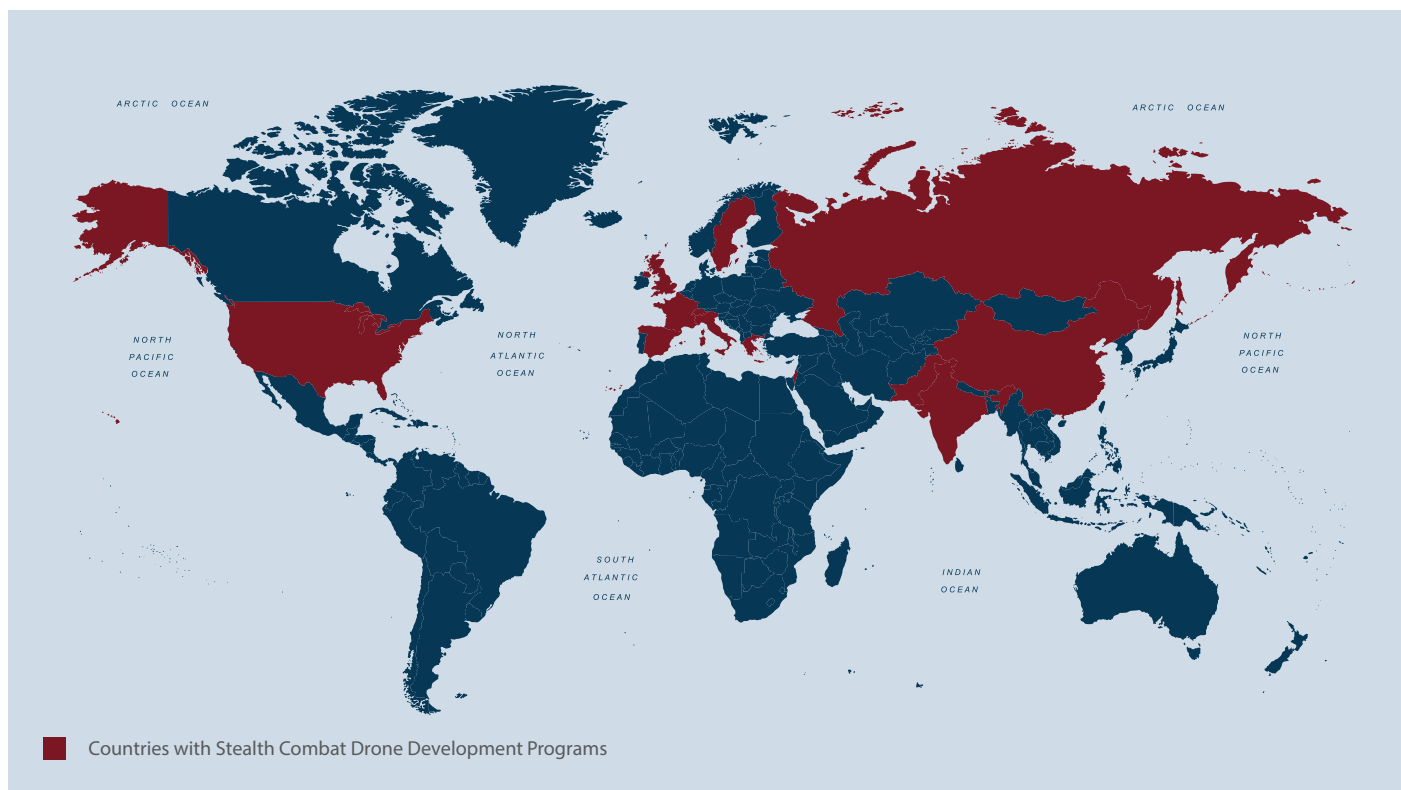 ARCTIC OCEAN
ARCTIC OCEAN
NORTH
PACIFIC
OCEAN
NORTH
ATLANTIC
OCEAN
NORTH
PACIFIC
OCEAN
SOUTH
ATLANTIC
OCEAN
INDIAN
OCEAN
Countries with Stealth Combat Drone Development Programs